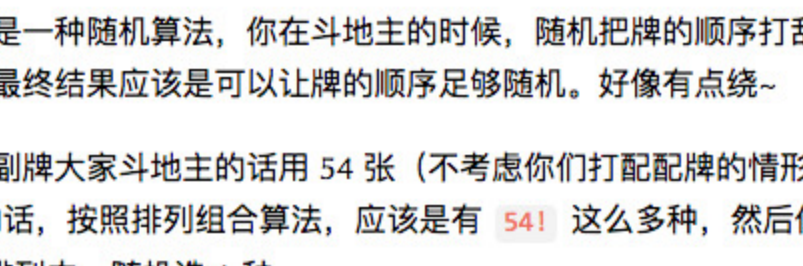 是一种随机算法，你在斗地主的时候，随机把牌的顺序打
最终结果应该是可以让牌的顺序足够随机。好像有点绕~
副牌大家斗地主的话用 54 张（不考虑你们打配配牌的情形
话，按照排列组合算法，应该是有 54! 这么多种，然后